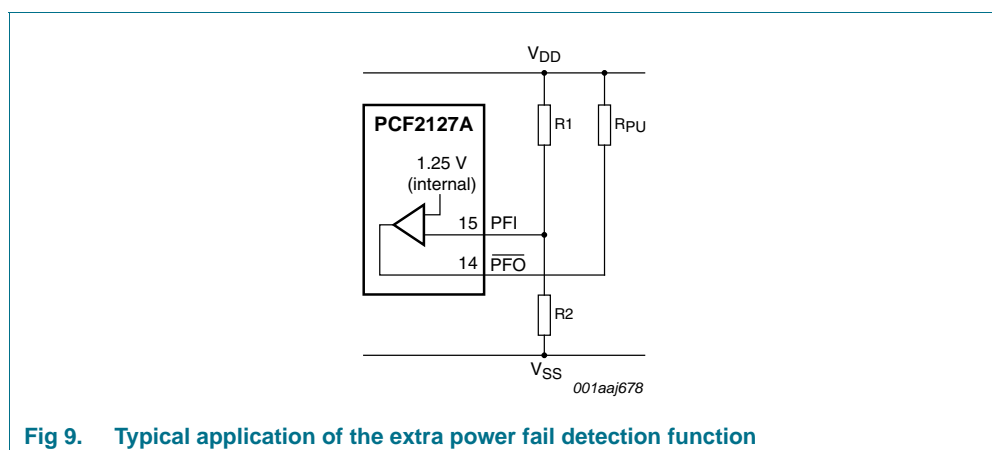 VDD
PCF2127A
R1
RPU
1.25 V
(internal)
15 PFI
14 PFO
R2
VSS
001aaj678
Fig 9. Typical application of the extra power fail detection function